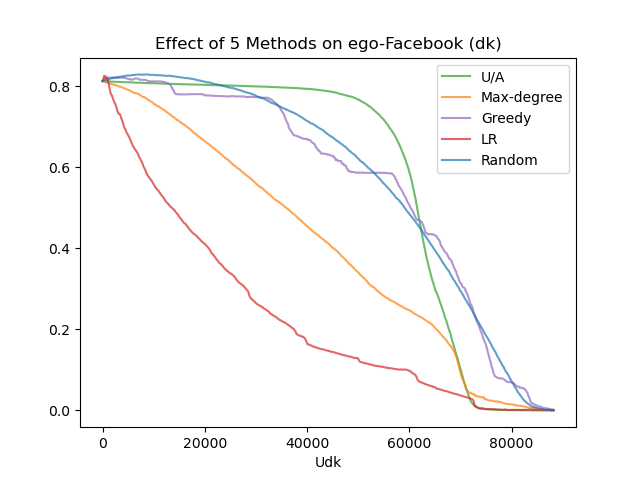 Effect of 5 Methods on ego-Facebook (dk)
U/A
Max-degree
Greedy
LR
Random
0.8
0.6
0.4
0.2
0.0
0 20000 40000 60000 80000
Udk